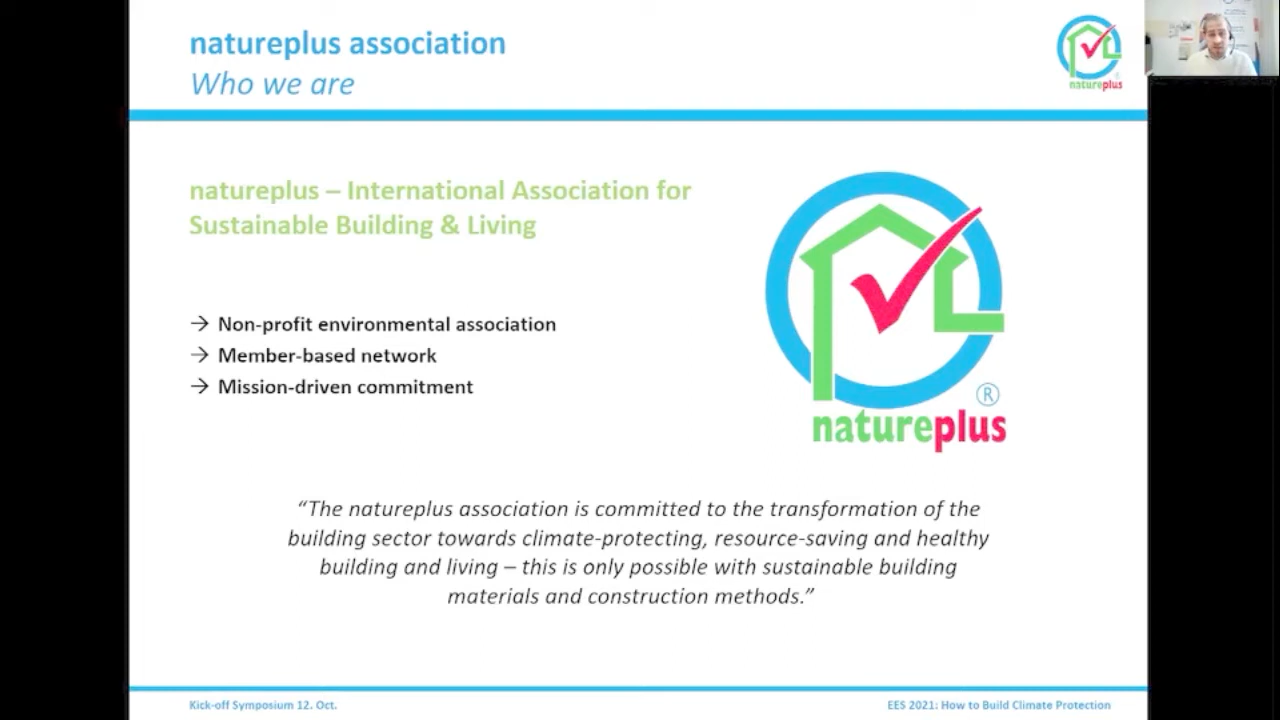 natureplus association
Who we are
natureplus
natureplus – International Association for
Sustainable Building & Living
→ Non-profit environmental association
→ Member-based network
→ Mission-driven commitment
®
natureplus
“The natureplus association is committed to the transformation of the
building sector towards climate-protecting, resource-saving and healthy
building and living – this is only possible with sustainable building
materials and construction methods.”
Kick-off Symposium 12. Oct.
EES 2021: How to Build Climate Protection